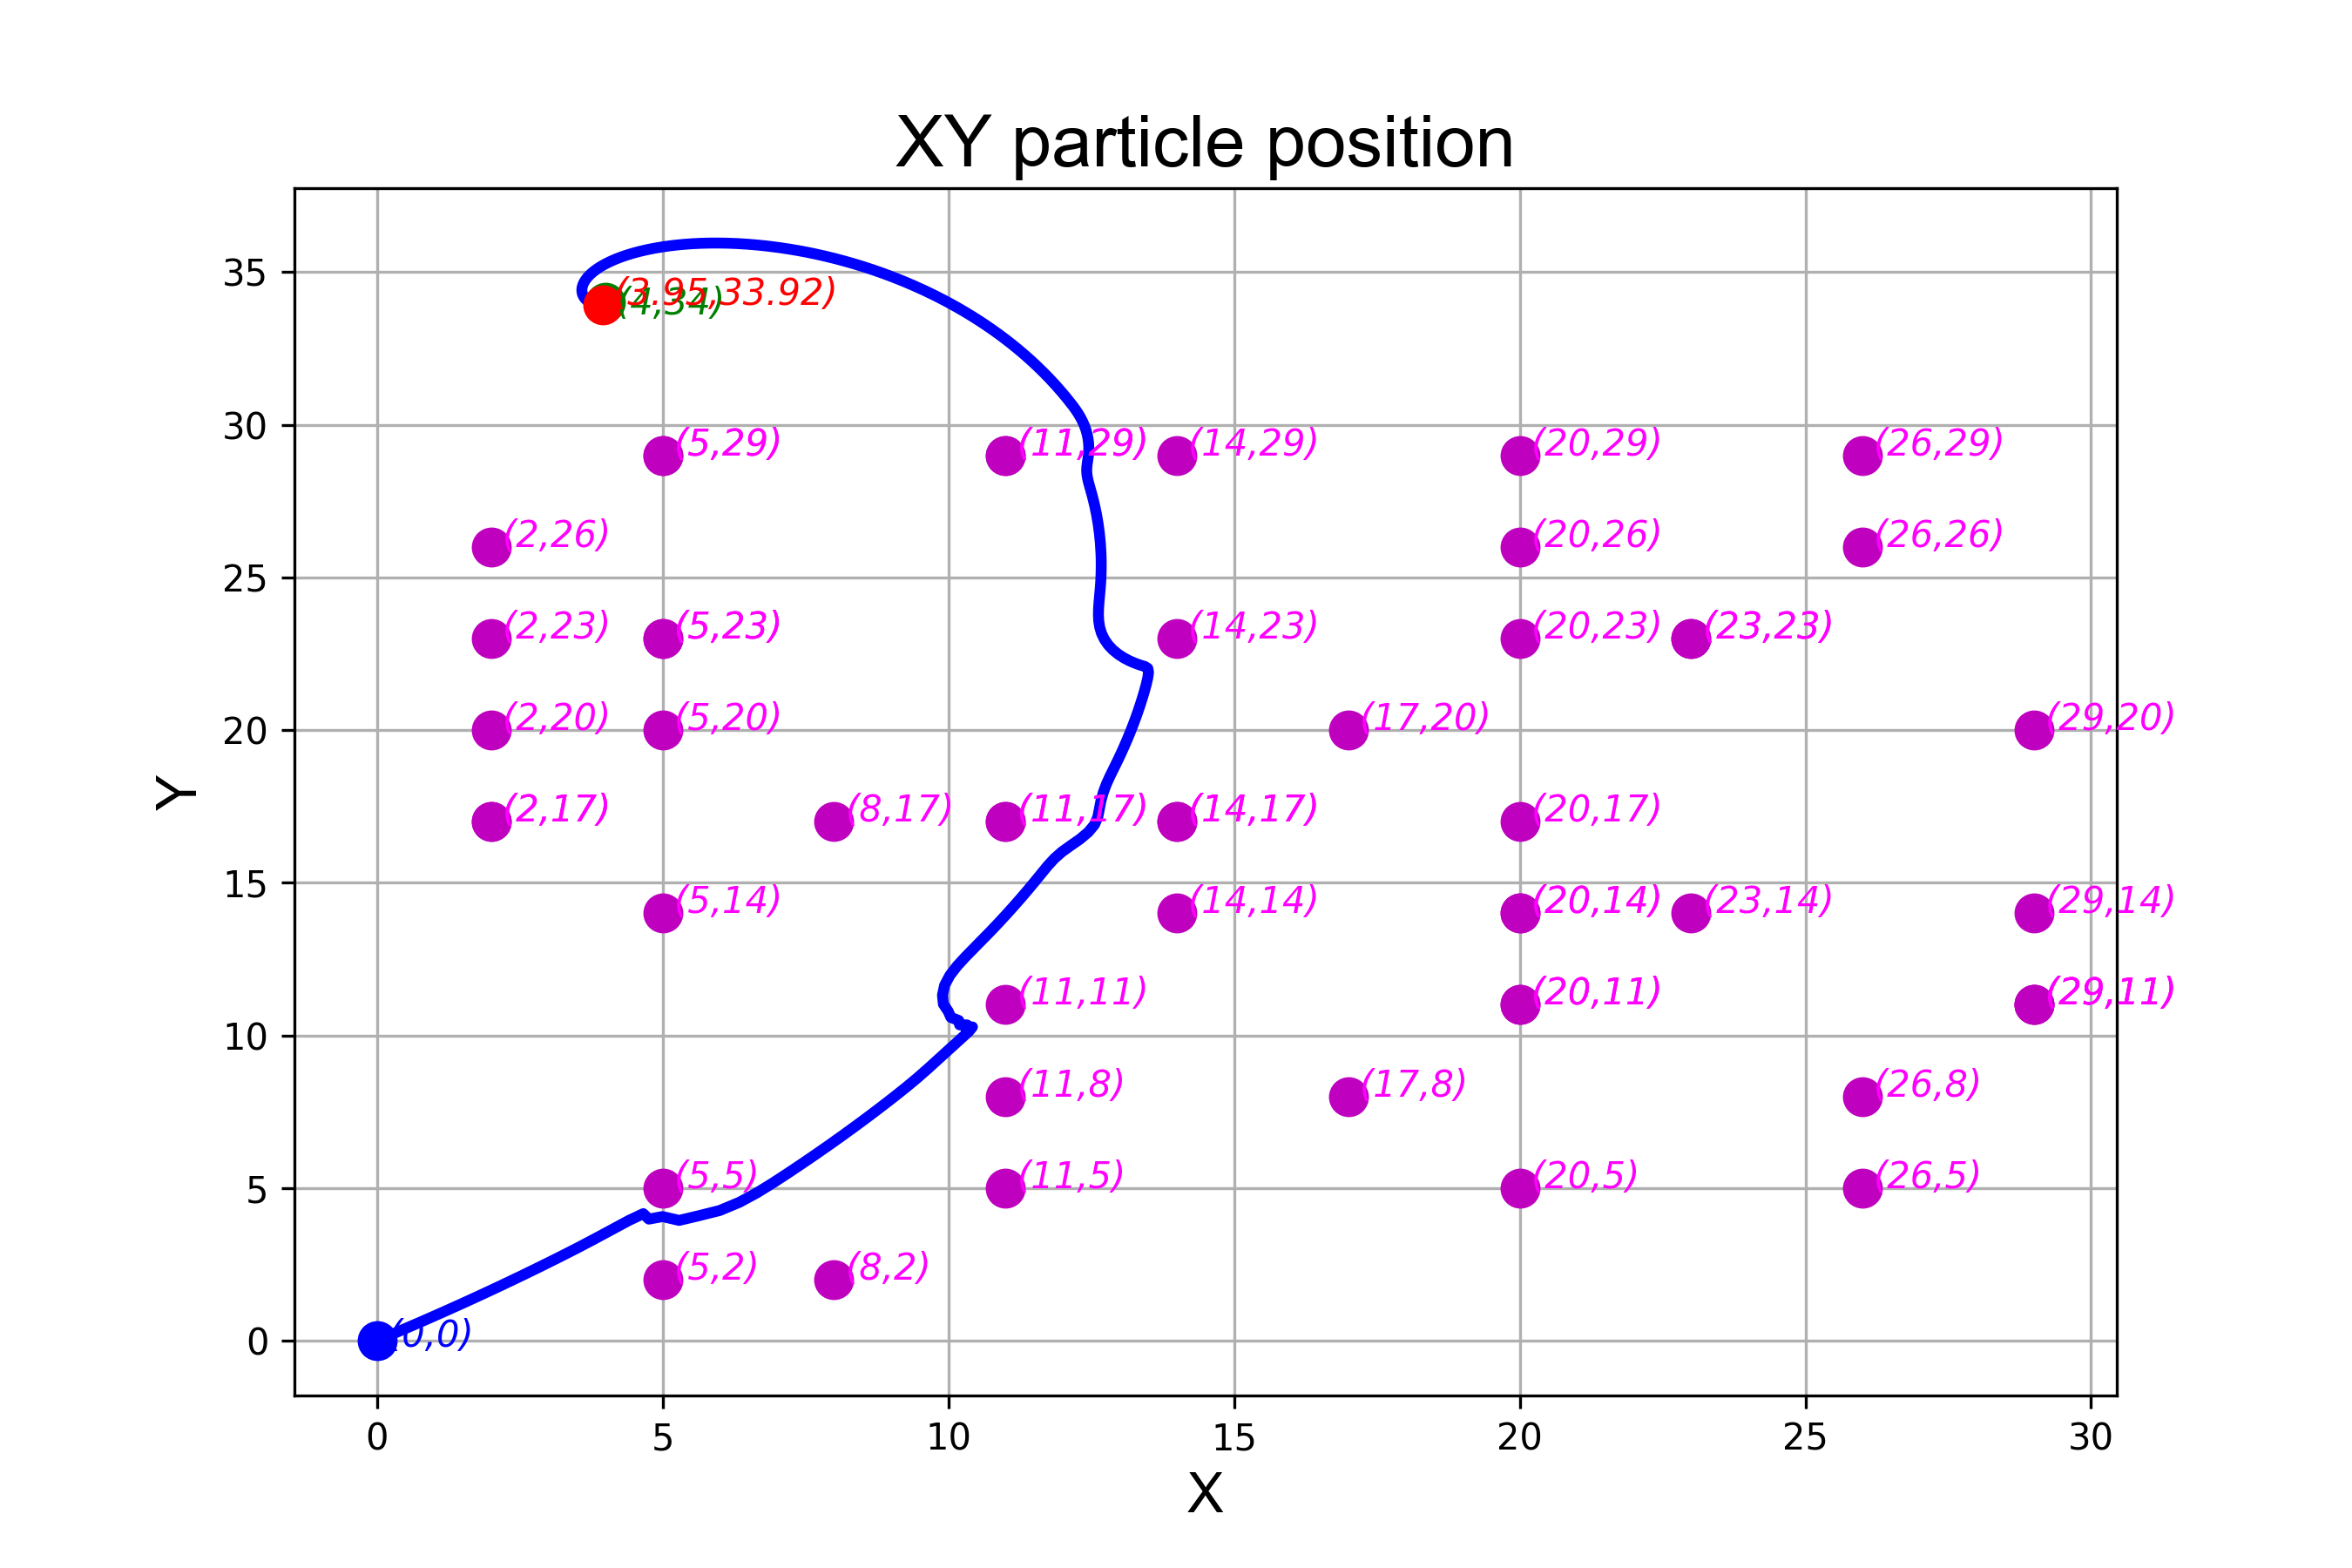 XY particle position
35
(3.95,33.92)
(4,34)
30
(5,29) (11,29) (14,29) (20,29) (26,29)
(2,26) (20,26) (26,26)
25
(2,23) (5,23) (14,23) (20,23) (23,23)
20
(2,20) (5,20) (17,20) (29,20)
Y
(2,17) (8,17) (11,17) (14,17) (20,17)
15
(5,14) (14,14) (20,14) (23,14) (29,14)
(11,11) (20,11) (29,11)
10
(11,8) (17,8) (26,8)
5
(5,5) (11,5) (20,5) (26,5)
(5,2) (8,2)
0
(0,0)
0 5 10 15 20 25 30
X